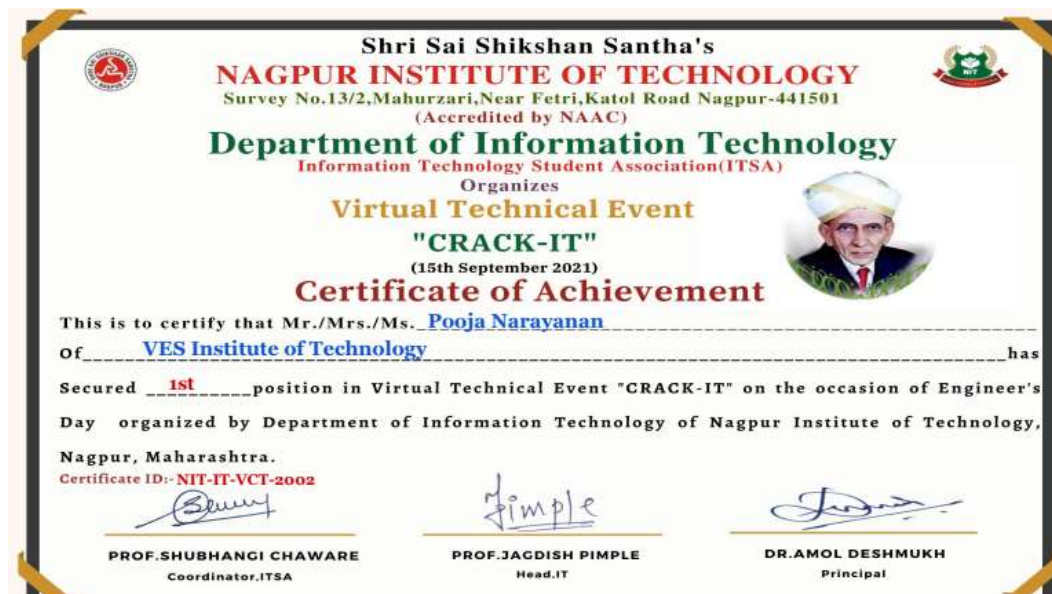 Shri Sai Shikshan Santha's
NAGPUR INSTITUTE OF TECHNOLOGY
Survey No.13/2,Mahurzari,Near Fetri,Katol Road Nagpur-441501
(Accredited by NAAC)
Department of Information Technology
Information Technology Student Association(ITSA)
Organizes
Virtual Technical Event
"CRACK-IT"
(15th September 2021)
Certificate of Achievement
This is to certify that Mr./Mrs./Ms. Pooja Narayanan
Of VES Institute of Technology has
Secured 1st position in Virtual Technical Event "CRACK-IT" on the occasion of Engineer's
Day organized by Department of Information Technology of Nagpur Institute of Technology,
Nagpur, Maharashtra.
Certificate ID:- NIT-IT-VCT-2002
Pimple
PROF.SHUBHANGI CHAWARE PROF.JAGDISH PIMPLE DR.AMOL DESHMUKH
Coordinator,ITSA Head,IT Principal